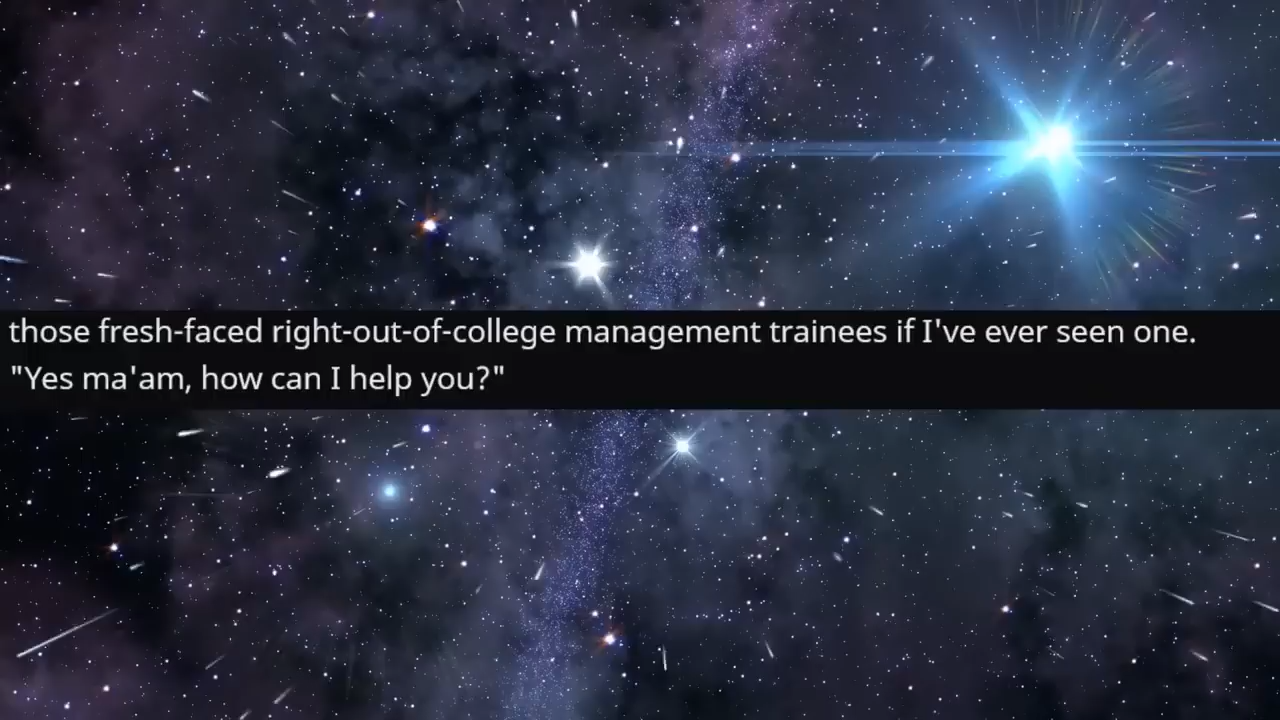 those fresh-faced right-out-of-college management trainees if I've ever seen one.
"Yes ma'am, how can I help you?"